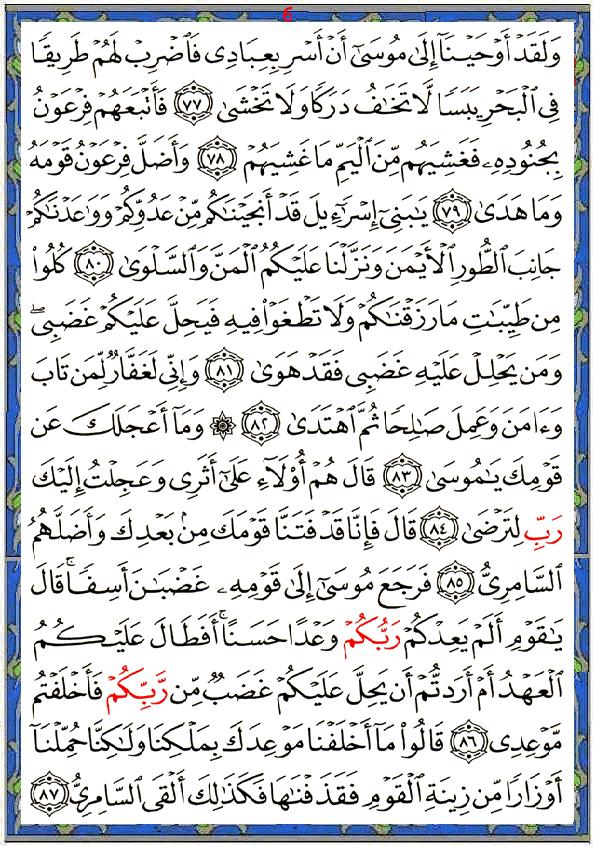 6
وَلَقَدْ أَوْحَيْنَآ إِلَىٰ مُوسَىٰٓ أَنْ أَسْرِ بِعِبَادِى فَٱضْرِبْ لَهُمْ طَرِيقًا
فِى ٱلْبَحْرِ يَبَسًا لَّا تَخَـٰفُ دَرَكًا وَلَا تَخْشَىٰ ٧٧ فَأَتْبَعَهُمْ فِرْعَوْنُ
بِجُنُودِهِۦ فَغَشِيَهُم مِّنَ ٱلْيَمِّ مَا غَشِيَهُمْ ٧٨ وَأَضَلَّ فِرْعَوْنُ قَوْمَهُۥ
وَمَا هَدَىٰ ٧٩ يَـٰبَنِىٓ إِسْرَٰٓءِيلَ قَدْ أَنجَيْنَـٰكُم مِّنْ عَدُوِّكُمْ وَوَٰعَدْنَـٰكُمْ
جَانِبَ ٱلطُّورِ ٱلْأَيْمَنَ وَنَزَّلْنَا عَلَيْكُمُ ٱلْمَنَّ وَٱلسَّلْوَىٰ ٨٠ كُلُوا۟
مِن طَيِّبَـٰتِ مَا رَزَقْنَـٰكُمْ وَلَا تَطْغَوْا۟ فِيهِ فَيَحِلَّ عَلَيْكُمْ غَضَبِى ۖ
وَمَن يَحْلِلْ عَلَيْهِ غَضَبِى فَقَدْ هَوَىٰ ٨١ وَإِنِّى لَغَفَّارٌ لِّمَن تَابَ
وَءَامَنَ وَعَمِلَ صَـٰلِحًا ثُمَّ ٱهْتَدَىٰ ٨٢ ۞ وَمَآ أَعْجَلَكَ عَن
قَوْمِكَ يَـٰمُوسَىٰ ٨٣ قَالَ هُمْ أُو۟لَآءِ عَلَىٰٓ أَثَرِى وَعَجِلْتُ إِلَيْكَ
رَبِّ لِتَرْضَىٰ ٨٤ قَالَ فَإِنَّا قَدْ فَتَنَّا قَوْمَكَ مِنۢ بَعْدِكَ وَأَضَلَّهُمُ
ٱلسَّامِرِىُّ ٨٥ فَرَجَعَ مُوسَىٰٓ إِلَىٰ قَوْمِهِۦ غَضْبَـٰنَ أَسِفًا ۚ قَالَ
يَـٰقَوْمِ أَلَمْ يَعِدْكُمْ رَبُّكُمْ وَعْدًا حَسَنًا ۚ أَفَطَالَ عَلَيْكُمُ
ٱلْعَهْدُ أَمْ أَرَدتُّمْ أَن يَحِلَّ عَلَيْكُمْ غَضَبٌ مِّن رَّبِّكُمْ فَأَخْلَفْتُم
مَّوْعِدِى ٨٦ قَالُوا۟ مَآ أَخْلَفْنَا مَوْعِدَكَ بِمَلْكِنَا وَلَـٰكِنَّا حُمِّلْنَآ
أَوْزَارًا مِّن زِينَةِ ٱلْقَوْمِ فَقَذَفْنَـٰهَا فَكَذَٰلِكَ أَلْقَى ٱلسَّامِرِىُّ ٨٧